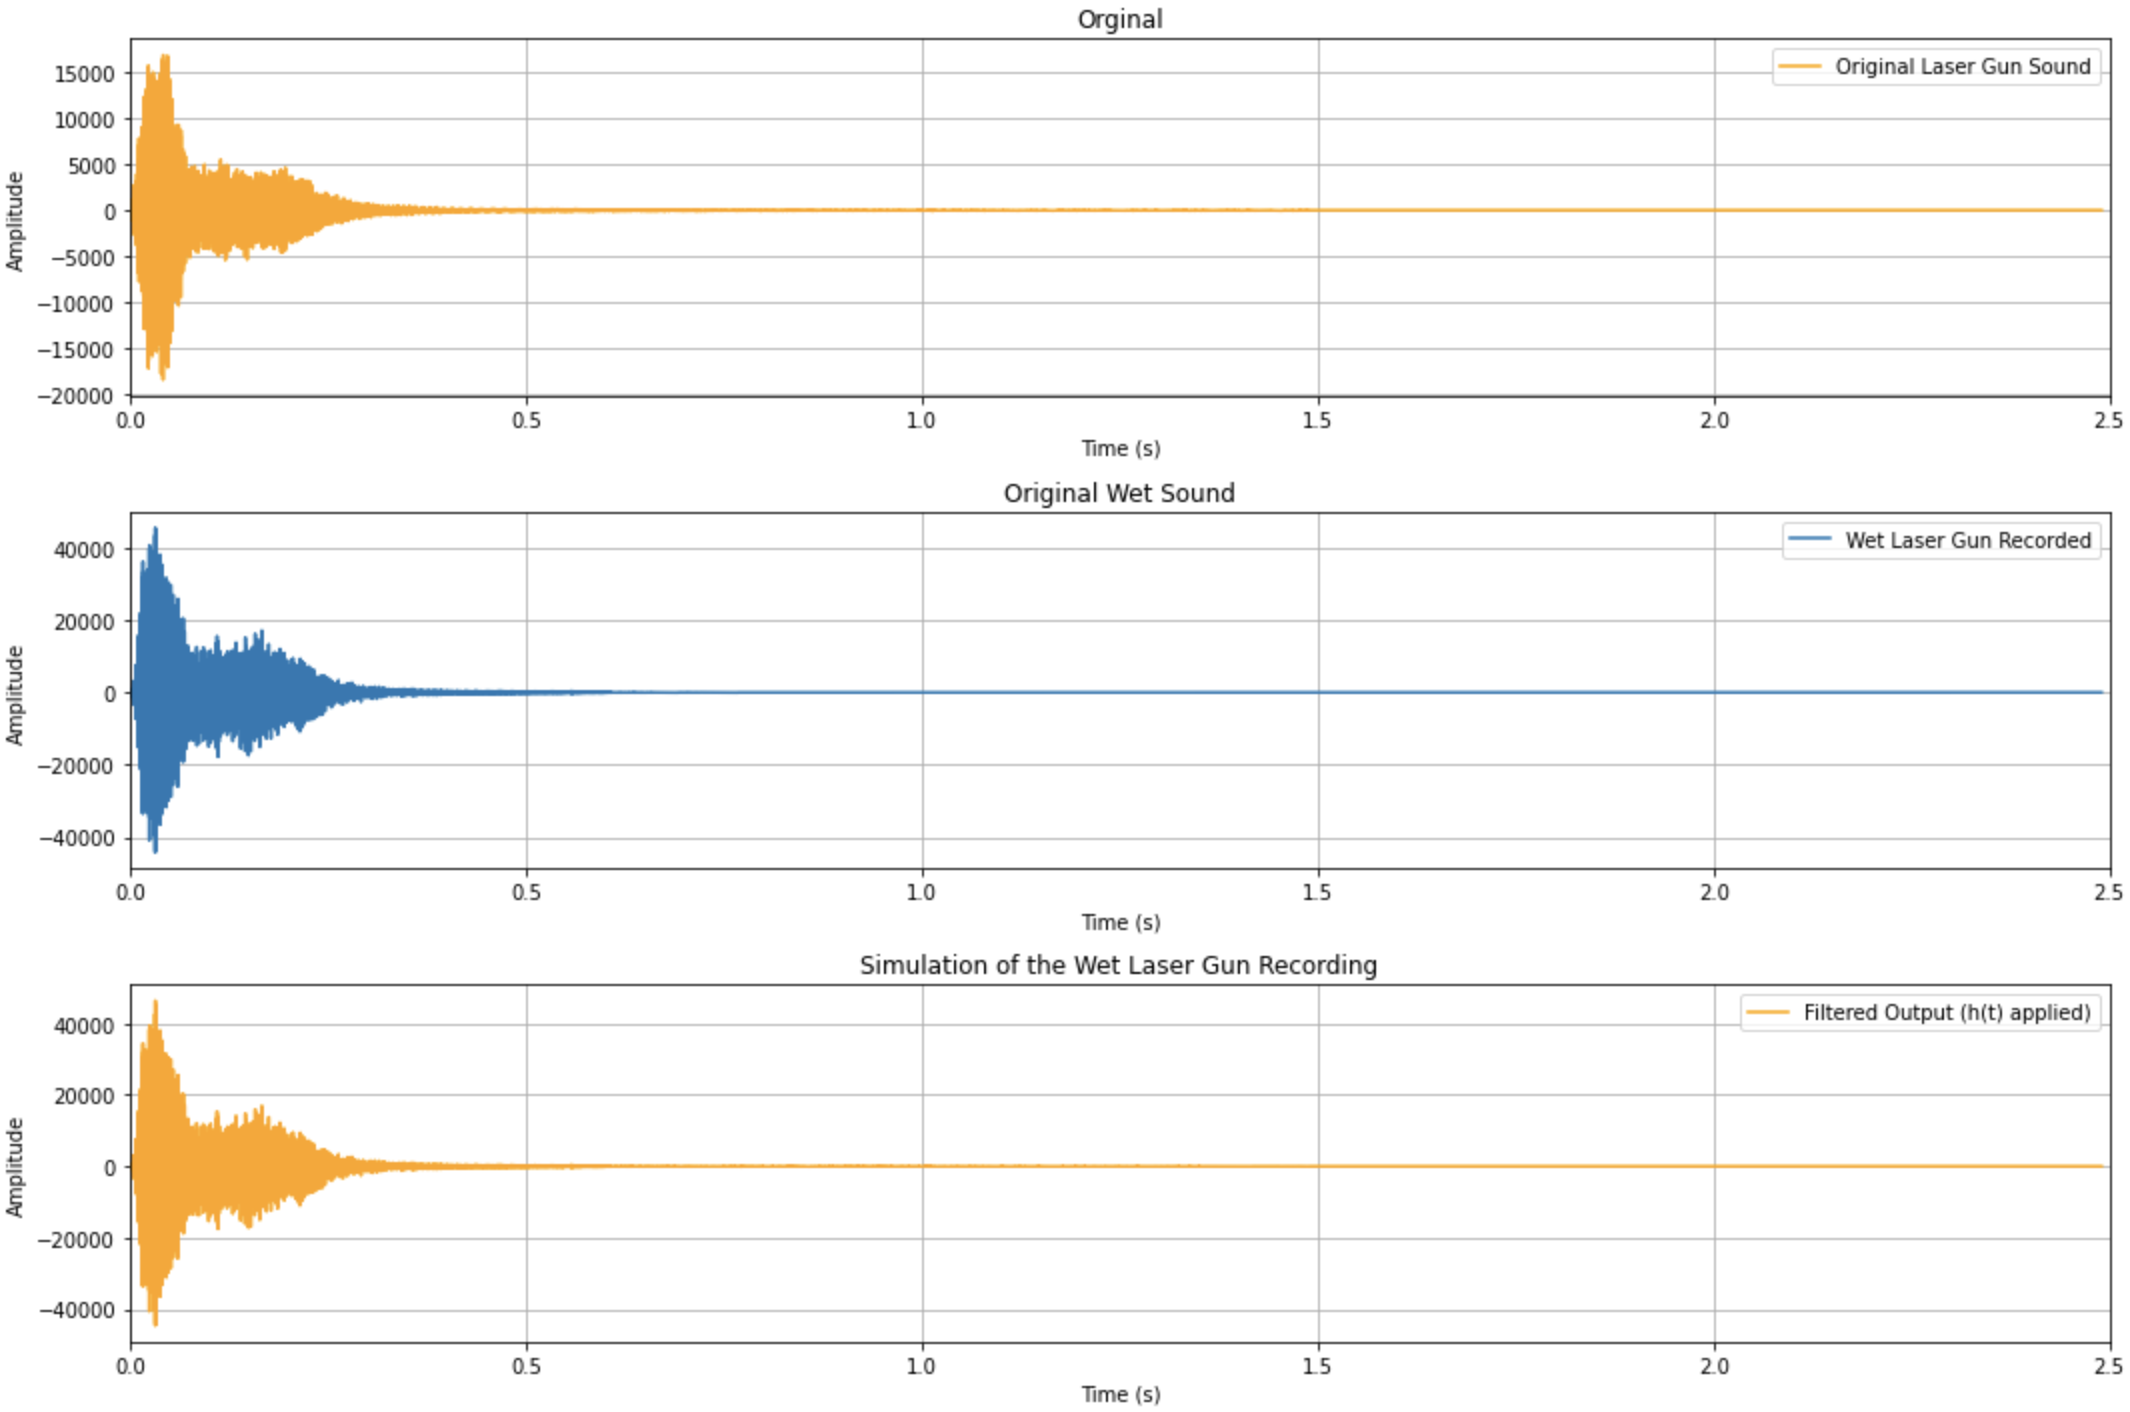 Orginal
Original Laser Gun Sound
15000
10000
5000
0
−5000
−10000
−15000
−20000
Amplitude
0.0 0.5 1.0 1.5 2.0 2.5
Time (s)
Original Wet Sound
Wet Laser Gun Recorded
40000
20000
0
−20000
−40000
Amplitude
0.0 0.5 1.0 1.5 2.0 2.5
Time (s)
Simulation of the Wet Laser Gun Recording
Filtered Output (h(t) applied)
40000
20000
0
−20000
−40000
Amplitude
0.0 0.5 1.0 1.5 2.0 2.5
Time (s)